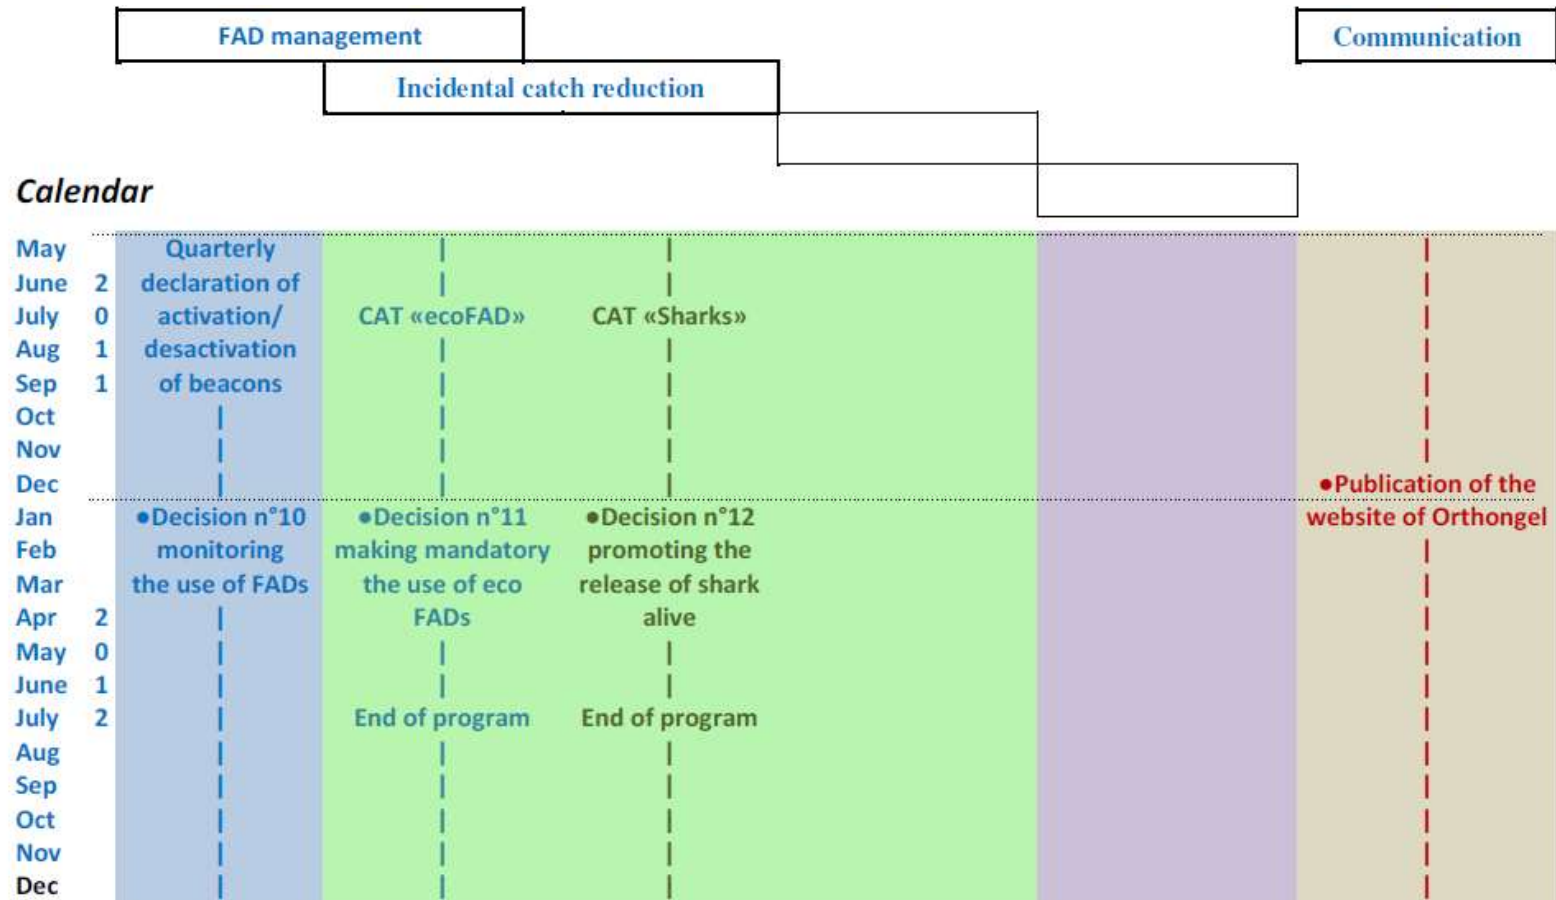 FAD management
Communication
Incidental catch reduction
Calendar
May Quarterly
June 2 declaration of
July 0 activation/ CAT «ecoFAD» CAT «Sharks»
Aug 1 desactivation
Sep 1 of beacons
Oct
Nov
Dec ●Publication of the
Jan ●Decision n°10 ●Decision n°11 ●Decision n°12 website of Orthongel
Feb monitoring making mandatory promoting the
Mar the use of FADs the use of eco release of shark
Apr 2 FADs alive
May 0
June 1
July 2 End of program End of program
Aug
Sep
Oct
Nov
Dec